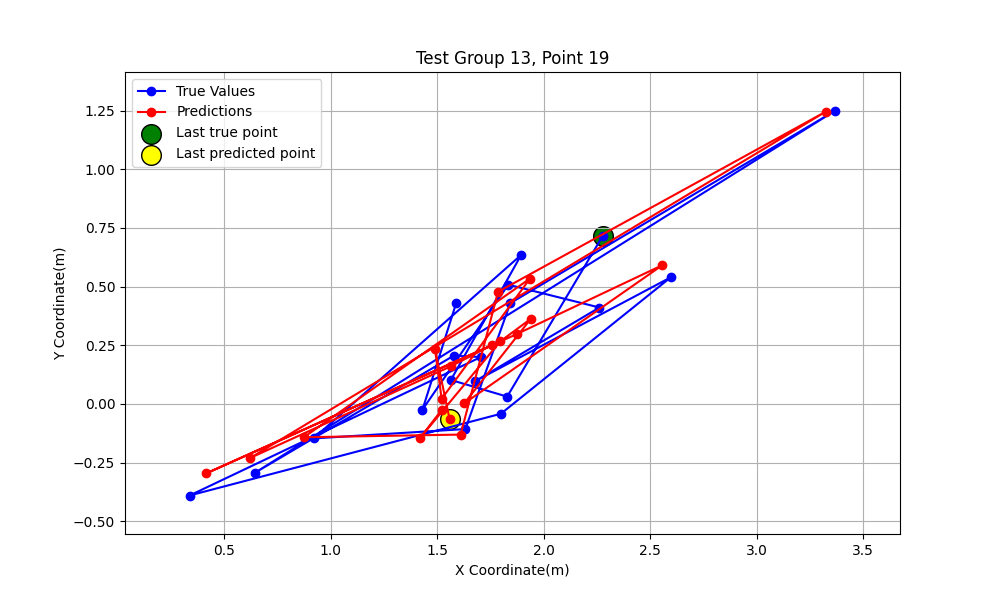 Test Group 13, Point 19
True Values
Predictions
Last true point
Last predicted point
Y Coordinate(m)
1.25
1.00
0.75
0.50
0.25
0.00
−0.25
−0.50
0.5 1.0 1.5 2.0 2.5 3.0 3.5
X Coordinate(m)